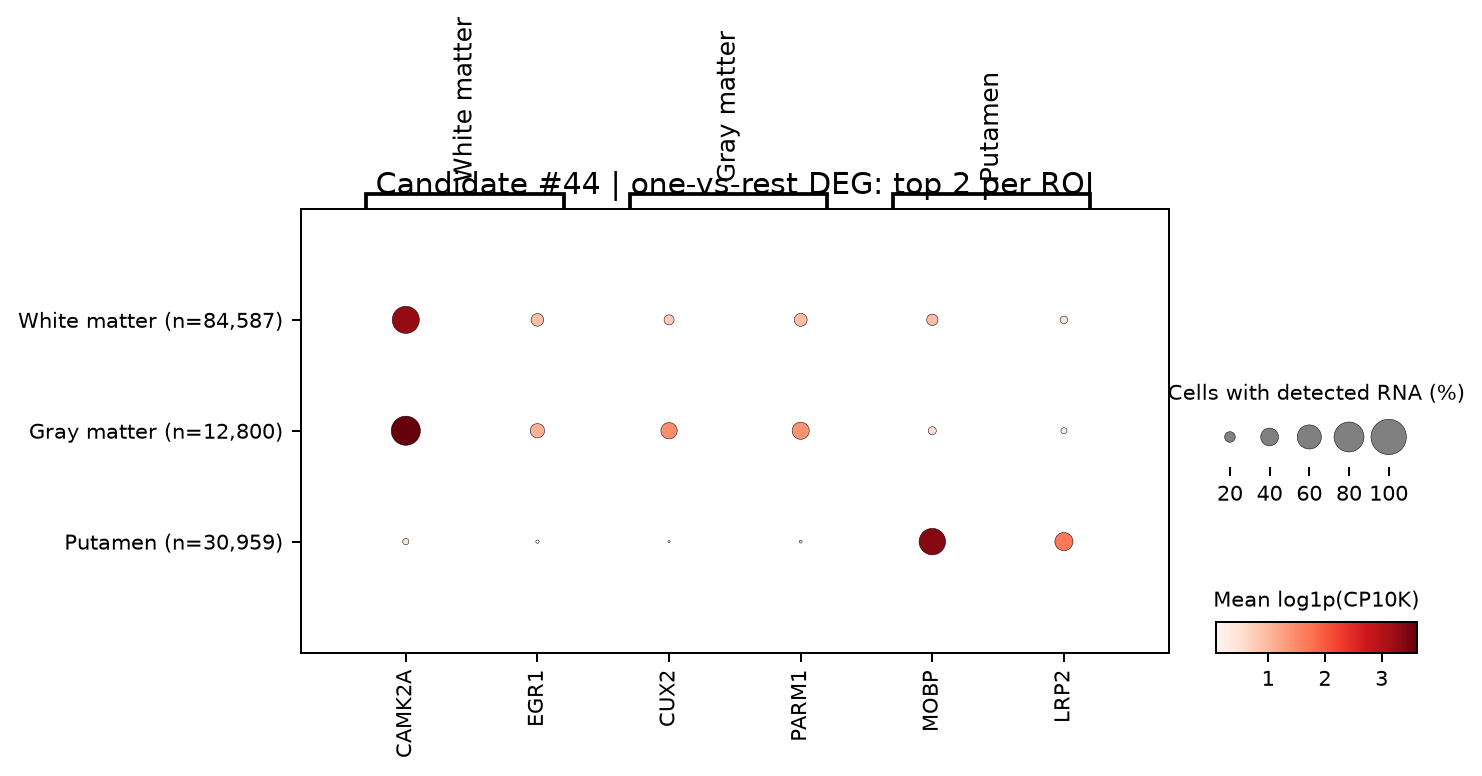 White matter
Gray matter
Putamen
Candidate #44 | one-vs-rest DEG: top 2 per ROI
White matter (n=84,587)
Gray matter (n=12,800)
Putamen (n=30,959)
CAMK2A
EGR1
CUX2
PARM1
MOBP
LRP2
Cells with detected RNA (%)
20 40 60 80 100
Mean log1p(CP10K)
1 2 3